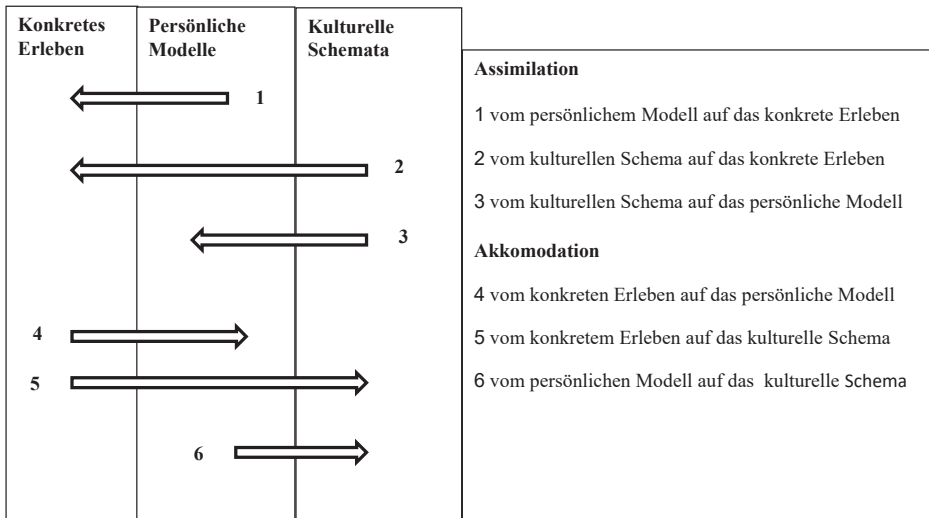 Konkretes
Erleben
Persönliche
Modelle
Kulturelle
Schemata
1
2
3
4
5
6
Assimilation
1 vom persönlichem Modell auf das konkrete Erleben
2 vom kulturellen Schema auf das konkrete Erleben
3 vom kulturellen Schema auf das persönliche Modell
Akkomodation
4 vom konkreten Erleben auf das persönliche Modell
5 vom konkretem Erleben auf das kulturelle Schema
6 vom persönlichen Modell auf das kulturelle Schema